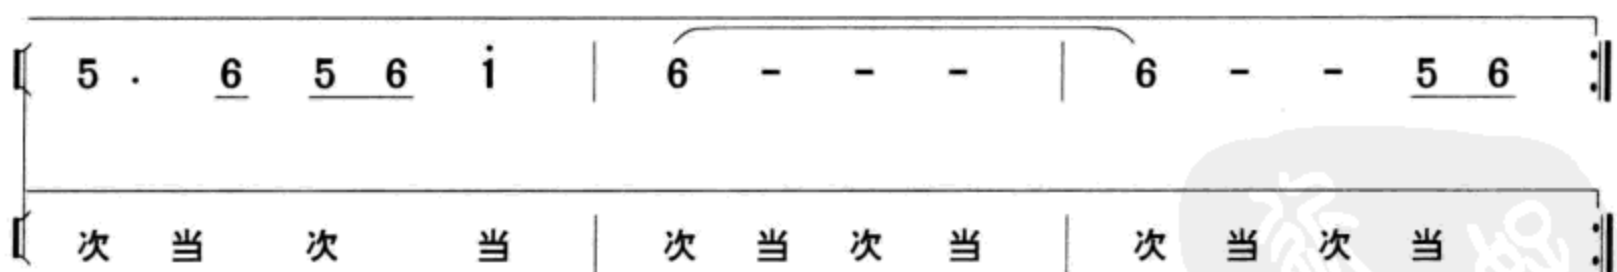 5 . 6 5 6 i | 6 - - - | 6 - - 5 6 :‖
次 当 次 当 | 次 当 次 当 | 次 当 次 当 :‖